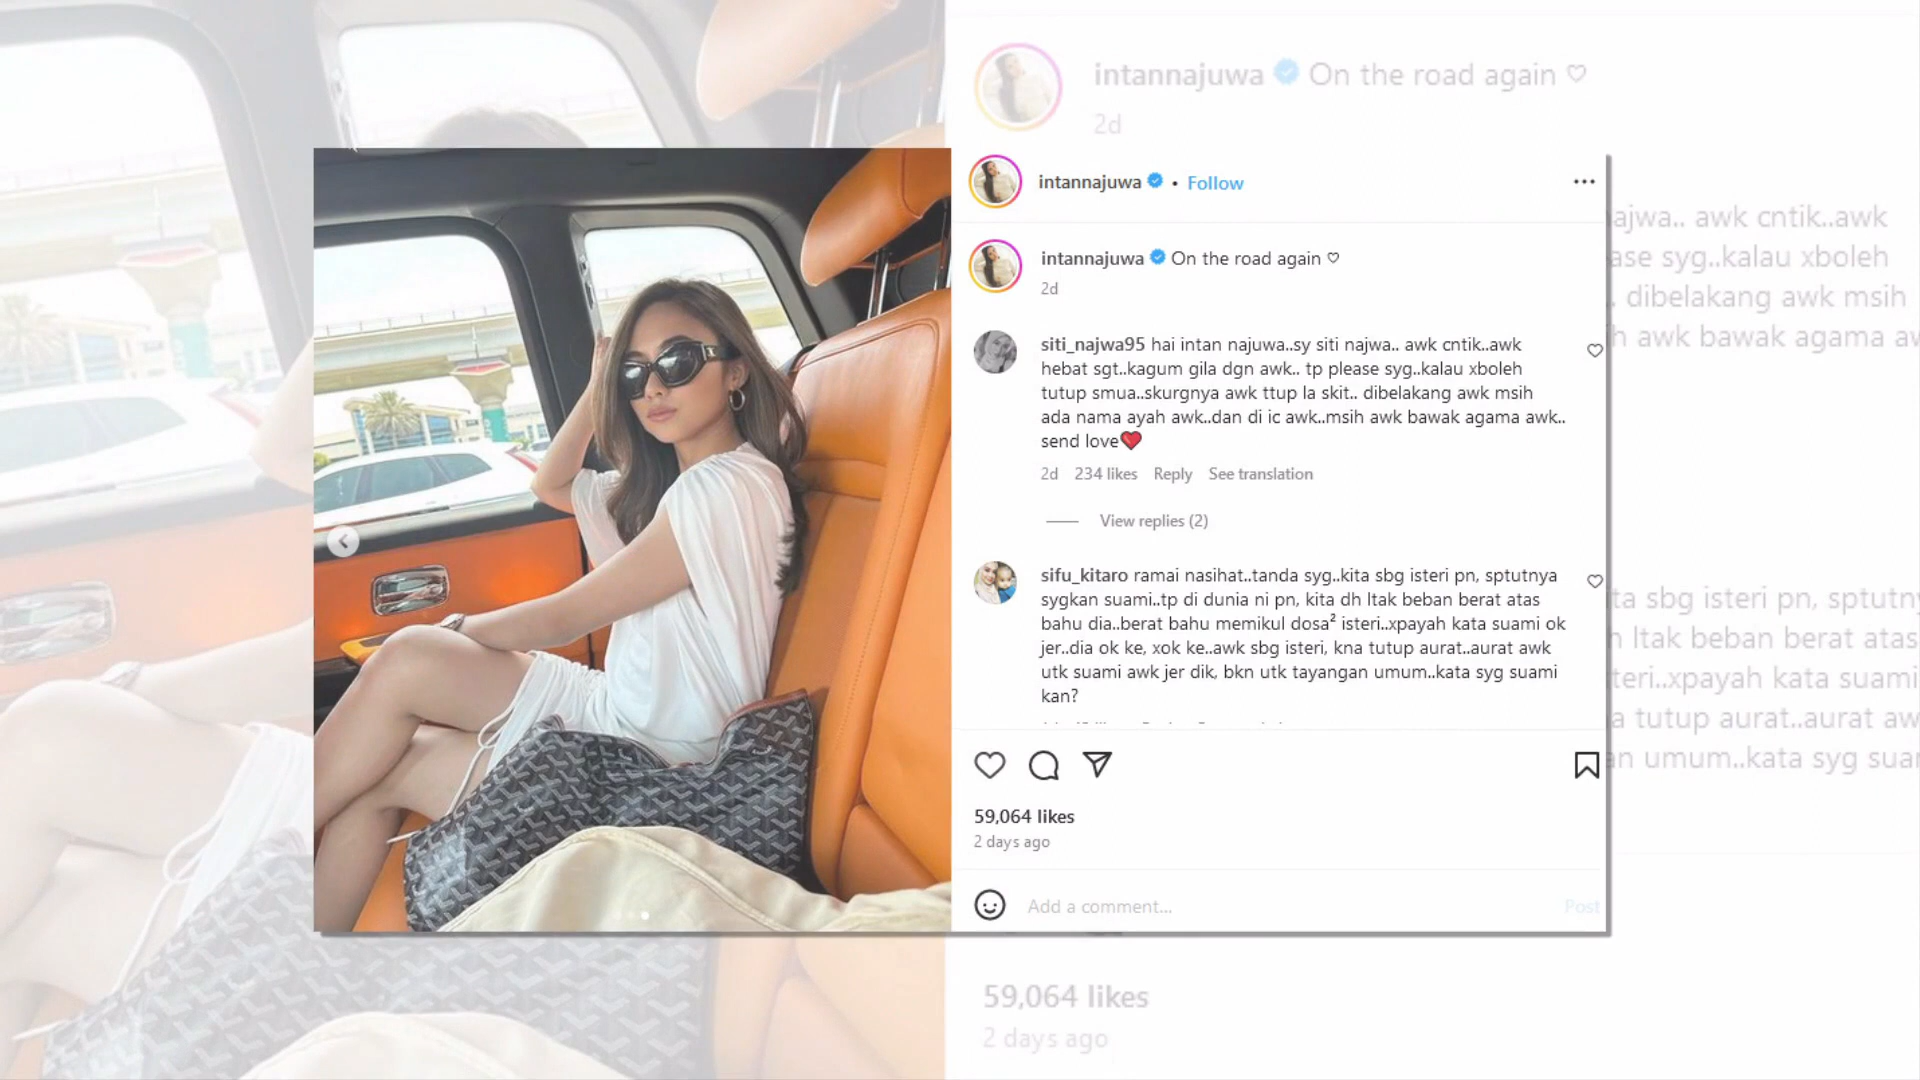 intannajuwa On the road again ♡
2d
intannajuwa • Follow
intannajuwa On the road again ♡
2d
siti_najwa95 hai intan najuwa..sy siti najwa.. awk cntik..awk
hebat sgt..kagum gila dgn awk.. tp please syg..kalau xboleh
tutup smua..skurgnya awk ttup la skit.. dibelakang awk msih
ada nama ayah awk..dan di ic awk..msih awk bawak agama awk..
send love❤️
2d 234 likes Reply See translation
View replies (2)
sifu_kitaro ramai nasihat..tanda syg..kita sbg isteri pn, sptutnya
sygkan suami..tp di dunia ni pn, kita dh ltak beban berat atas
bahu dia..berat bahu memikul dosa² isteri..xpayah kata suami ok
jer..dia ok ke, xok ke..awk sbg isteri, kna tutup aurat..aurat awk
utk suami awk jer dik, bkn utk tayangan umum..kata syg suami
kan?
59,064 likes
2 days ago
Add a comment...
Post
ajwa.. awk cntik..awk
ase syg..kalau xboleh
. dibelakang awk msih
h awk bawak agama aw
ta sbg isteri pn, sptutny
h ltak beban berat atas
teri..xpayah kata suami
a tutup aurat..aurat aw
an umum..kata syg suar
59,064 likes
2 days ago